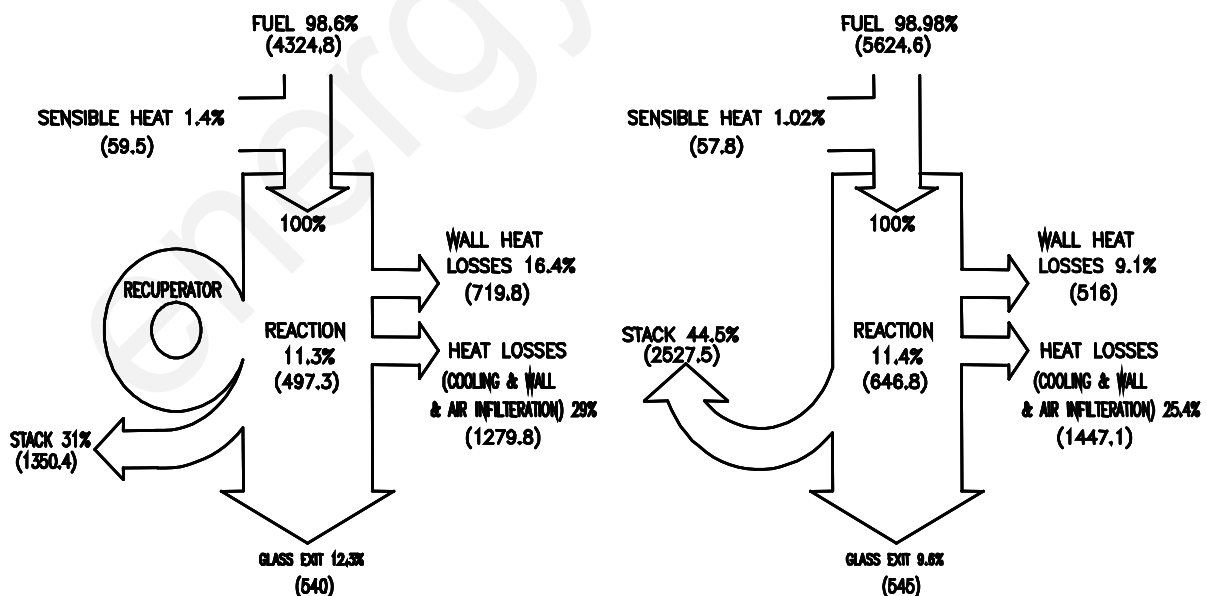 FUEL 98.6%
(4324.8)
SENSIBLE HEAT 1.4%
(59.5)
100%
WALL HEAT
LOSSES 16.4%
(719.8)
RECUPERATOR
REACTION
11.3%
(497.3)
HEAT LOSSES
(COOLING & WALL
& AIR INFILTERATION) 29%
(1279.8)
STACK 31%
(1350.4)
GLASS EXIT 12.3%
(540)
FUEL 98.98%
(5624.6)
SENSIBLE HEAT 1.02%
(57.8)
100%
WALL HEAT
LOSSES 9.1%
(516)
STACK 44.5%
(2527.5)
REACTION
11.4%
(646.8)
HEAT LOSSES
(COOLING & WALL
& AIR INFILTERATION) 25.4%
(1447.1)
GLASS EXIT 9.6%
(545)
energy